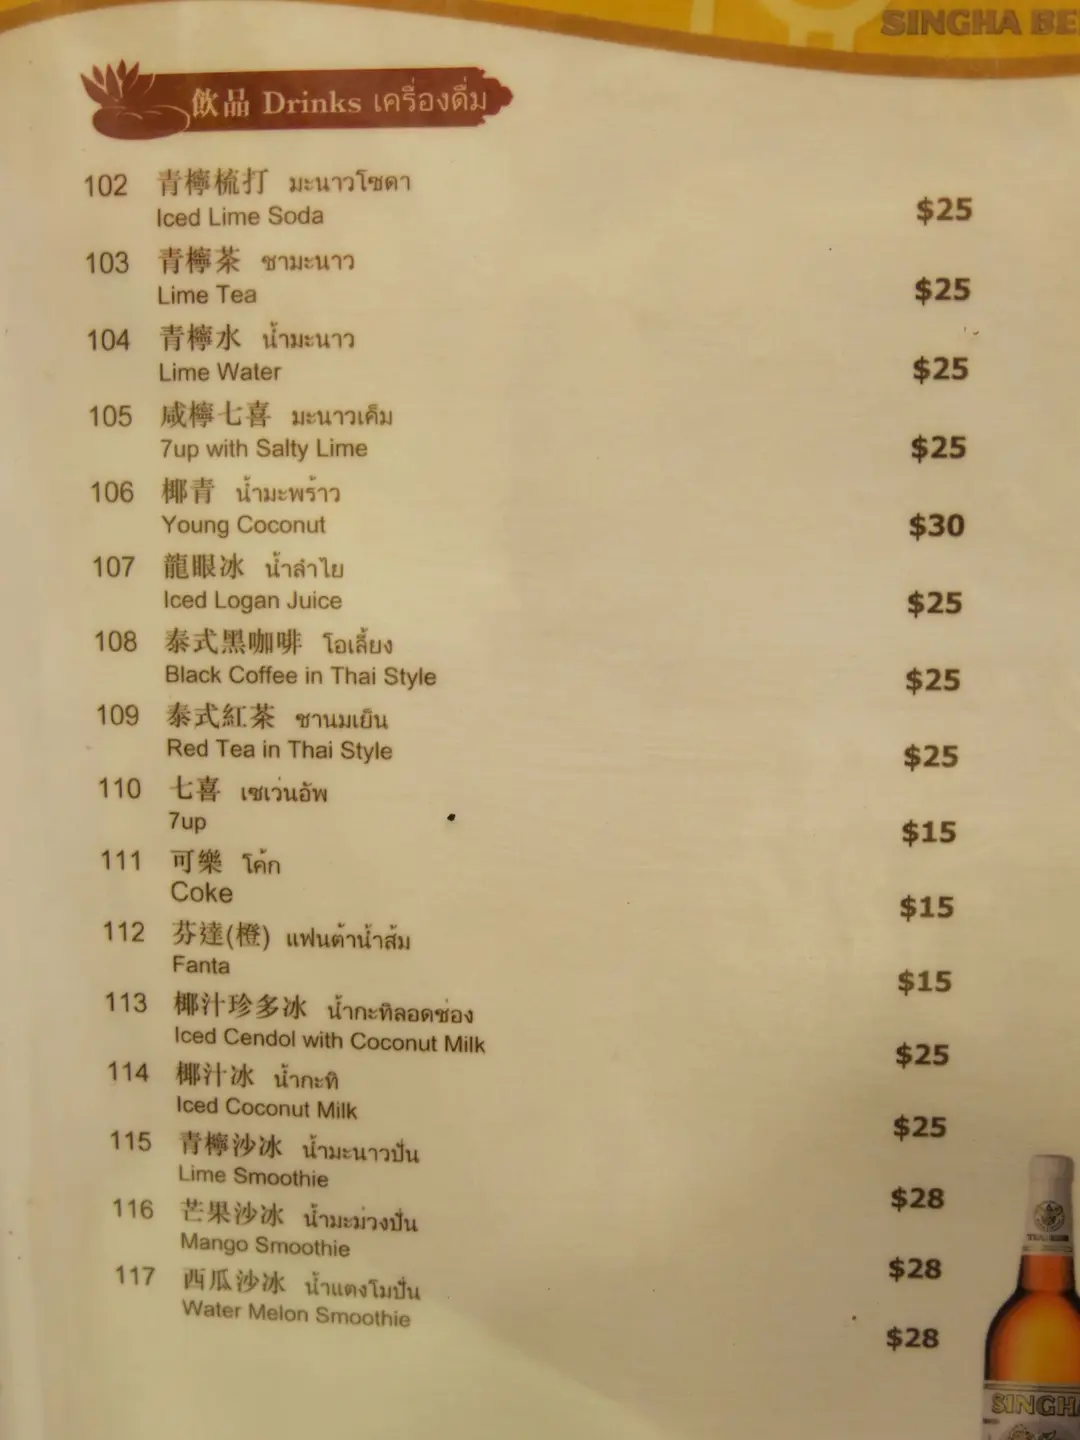 SINGHA BE
飲品 Drinks เครื่องดื่ม
102 青檸梳打 มะนาวโซดา
Iced Lime Soda $25
103 青檸茶 ชามะนาว
Lime Tea $25
104 青檸水 น้ำมะนาว
Lime Water $25
105 咸檸七喜 มะนาวเค็ม
7up with Salty Lime $25
106 椰青 น้ำมะพร้าว
Young Coconut $30
107 龍眼冰 น้ำลำไย
Iced Logan Juice $25
108 泰式黑咖啡 โอเลี้ยง
Black Coffee in Thai Style $25
109 泰式紅茶 ชานมเย็น
Red Tea in Thai Style $25
110 七喜 เซเว่นอัพ
7up $15
111 可樂 โค้ก
Coke $15
112 芬達(橙) แฟนต้าน้ำส้ม
Fanta $15
113 椰汁珍多冰 น้ำกะทิลอดช่อง
Iced Cendol with Coconut Milk $25
114 椰汁冰 น้ำกะทิ
Iced Coconut Milk $25
115 青檸沙冰 น้ำมะนาวปั่น
Lime Smoothie $28
116 芒果沙冰 น้ำมะม่วงปั่น
Mango Smoothie $28
117 西瓜沙冰 น้ำแตงโมปั่น
Water Melon Smoothie $28
SINGH